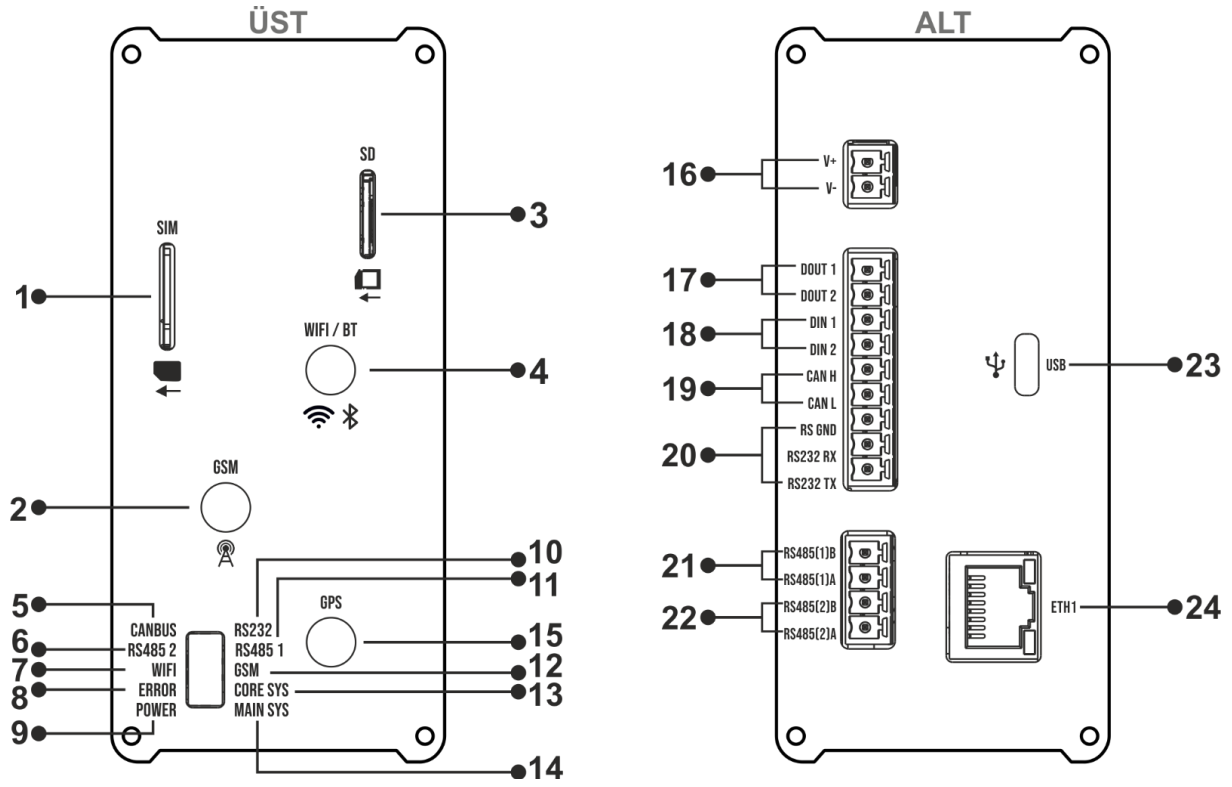 ÜST
SD
3
SIM
1
WIFI / BT
4
GSM
2
10
11
5
CANBUS
RS232
GPS
6
RS485 2
RS485 1
15
7
WIFI
GSM
12
8
ERROR
CORE SYS
13
POWER
MAIN SYS
9
14
ALT
16
V+
V-
17
DOUT 1
DOUT 2
18
DIN 1
DIN 2
19
CAN H
CAN L
20
RS GND
RS232 RX
RS232 TX
USB
23
21
RS485(1)B
RS485(1)A
22
RS485(2)B
RS485(2)A
ETH1
24